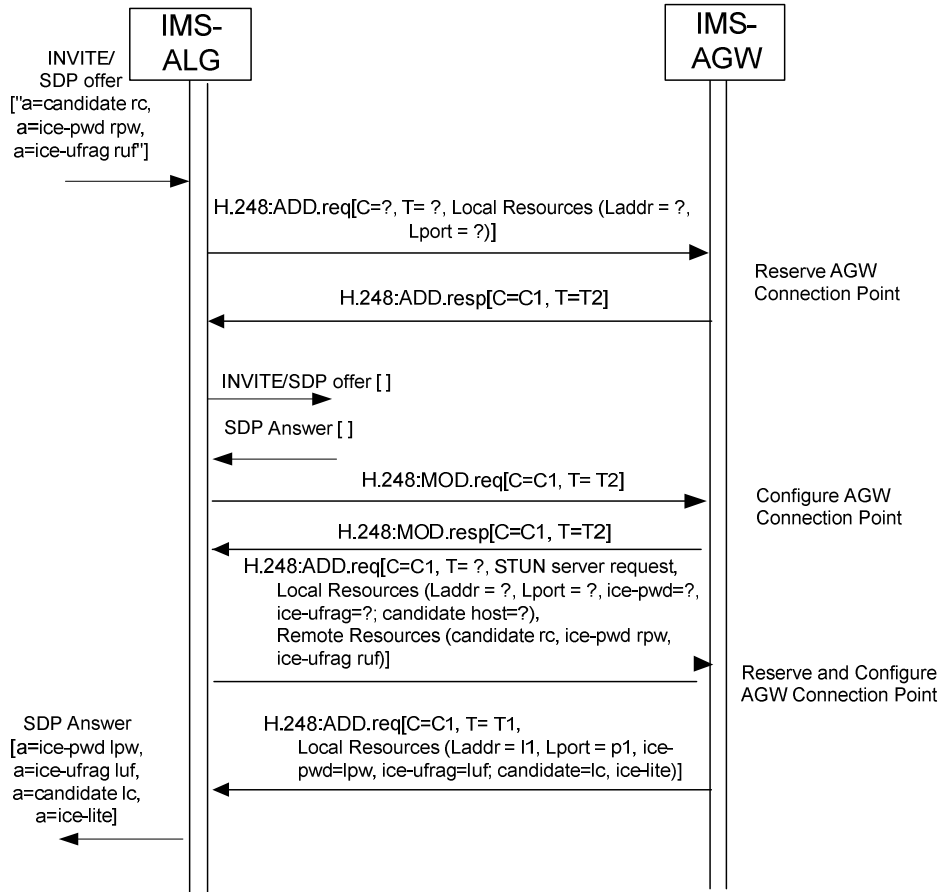 IMS-
ALG
IMS-
AGW
INVITE/
SDP offer
["a=candidate rc,
a=ice-pwd rpw,
a=ice-ufrag ruf"]
H.248:ADD.req[C=?, T= ?, Local Resources (Laddr = ?,
Lport = ?)]
Reserve AGW
Connection Point
H.248:ADD.resp[C=C1, T=T2]
INVITE/SDP offer [ ]
SDP Answer [ ]
H.248:MOD.req[C=C1, T= T2]
Configure AGW
Connection Point
H.248:MOD.resp[C=C1, T=T2]
H.248:ADD.req[C=C1, T= ?, STUN server request,
Local Resources (Laddr = ?, Lport = ?, ice-pwd=?,
ice-ufrag=?; candidate host=?),
Remote Resources (candidate rc, ice-pwd rpw,
ice-ufrag ruf)]
Reserve and Configure
AGW Connection Point
H.248:ADD.req[C=C1, T= T1,
Local Resources (Laddr = l1, Lport = p1, ice-
pwd=lpw, ice-ufrag=luf; candidate=lc, ice-lite)]
SDP Answer
[a=ice-pwd lpw,
a=ice-ufrag luf,
a=candidate lc,
a=ice-lite]